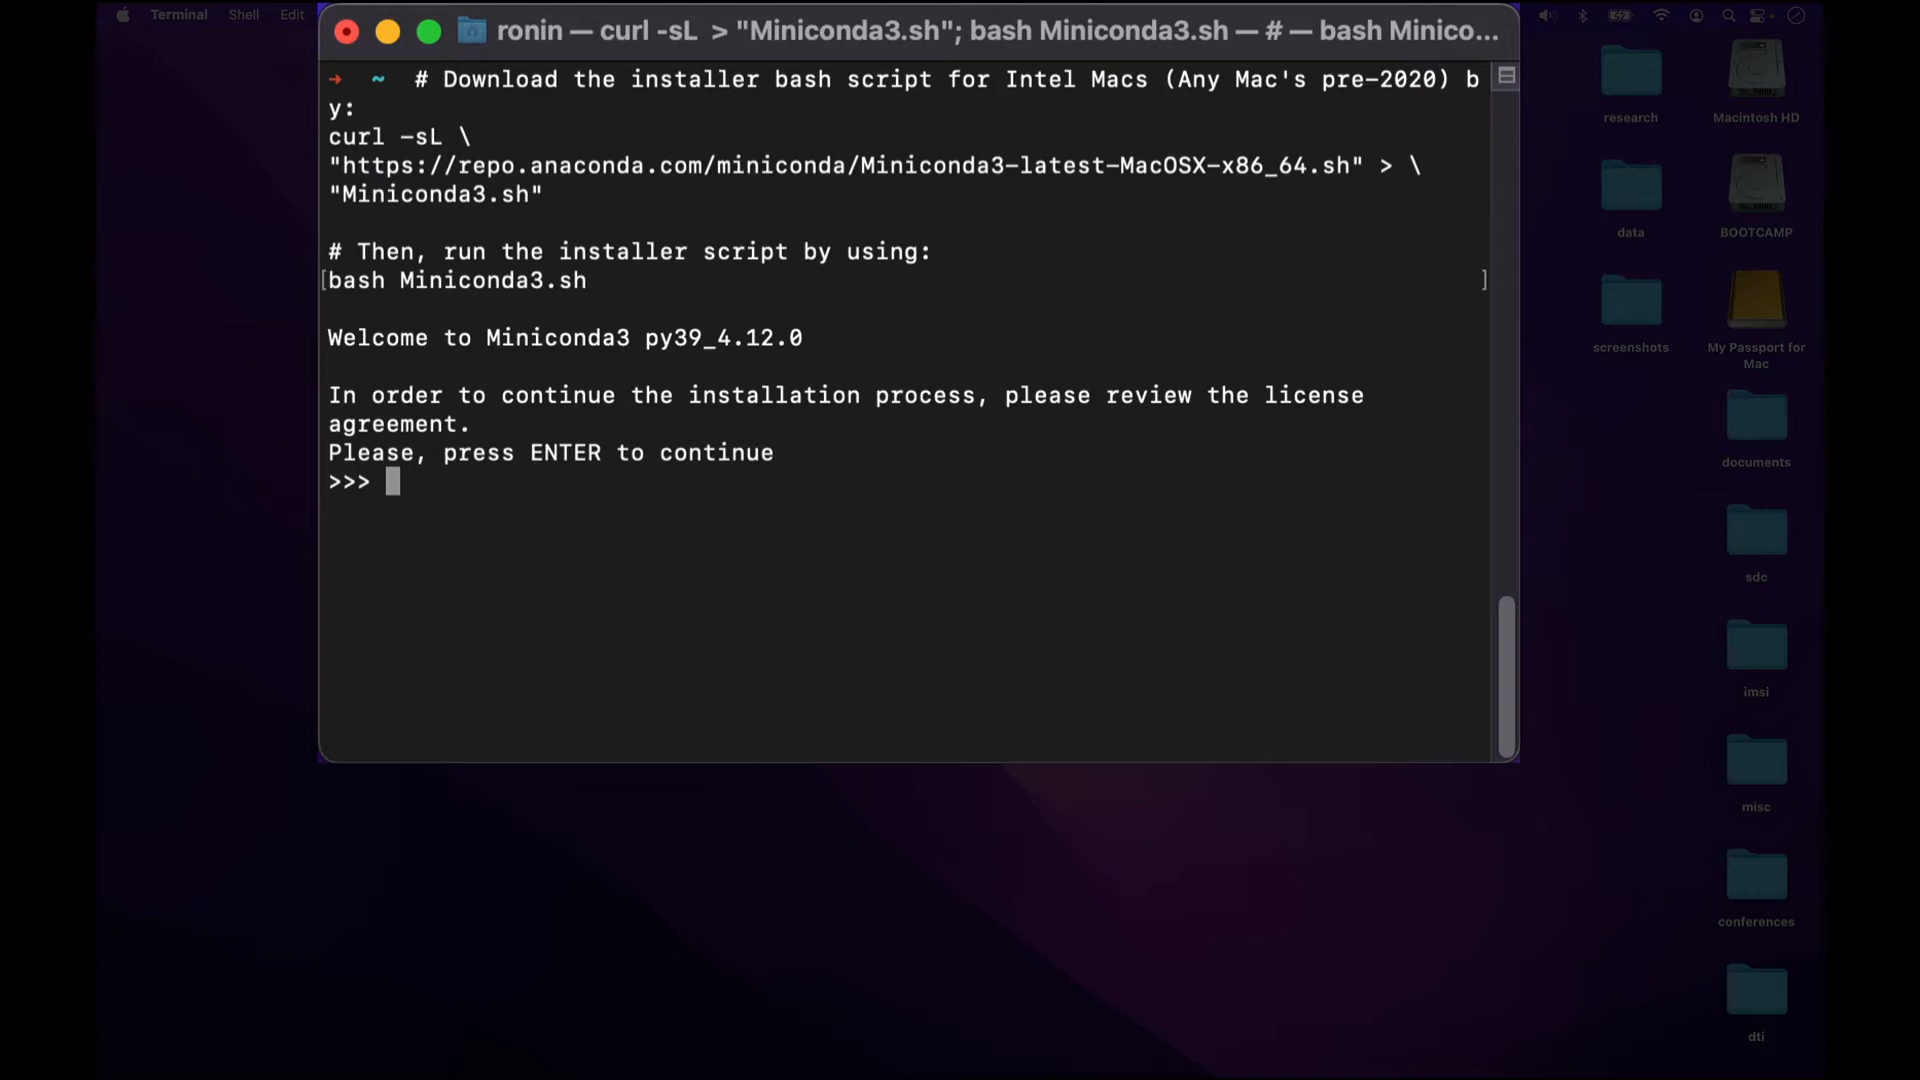 Terminal Shell Edit
ronin — curl -sL > "Miniconda3.sh"; bash Miniconda3.sh — # — bash Minico...
→ ~ # Download the installer bash script for Intel Macs (Any Mac's pre-2020) b
y:
curl -sL \
"https://repo.anaconda.com/miniconda/Miniconda3-latest-MacOSX-x86_64.sh" > \
"Miniconda3.sh"
# Then, run the installer script by using:
[bash Miniconda3.sh ]
Welcome to Miniconda3 py39_4.12.0
In order to continue the installation process, please review the license
agreement.
Please, press ENTER to continue
>>>
research
Macintosh HD
data
BOOTCAMP
screenshots
My Passport for
Mac
documents
sdc
imsi
misc
conferences
dti